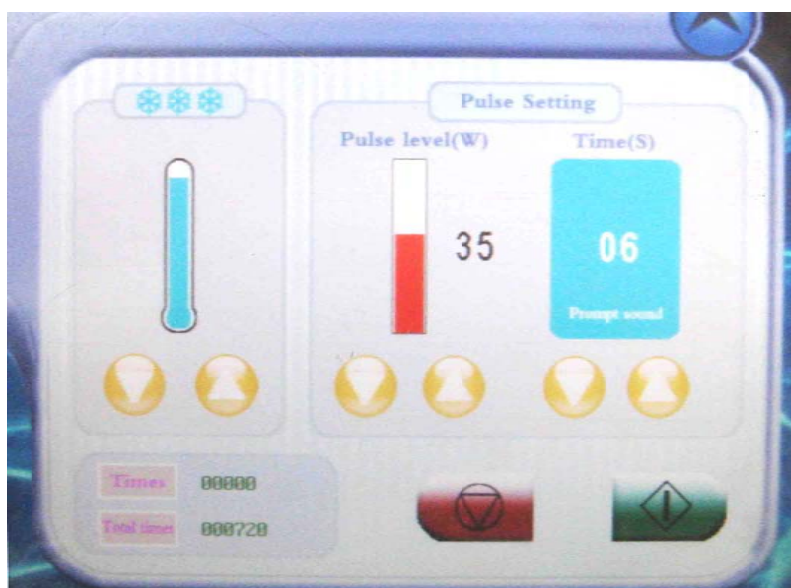 Pulse Setting
Pulse level(W)
Time(S)
35
06
Prompt sound
Times
00000
Total times
000720